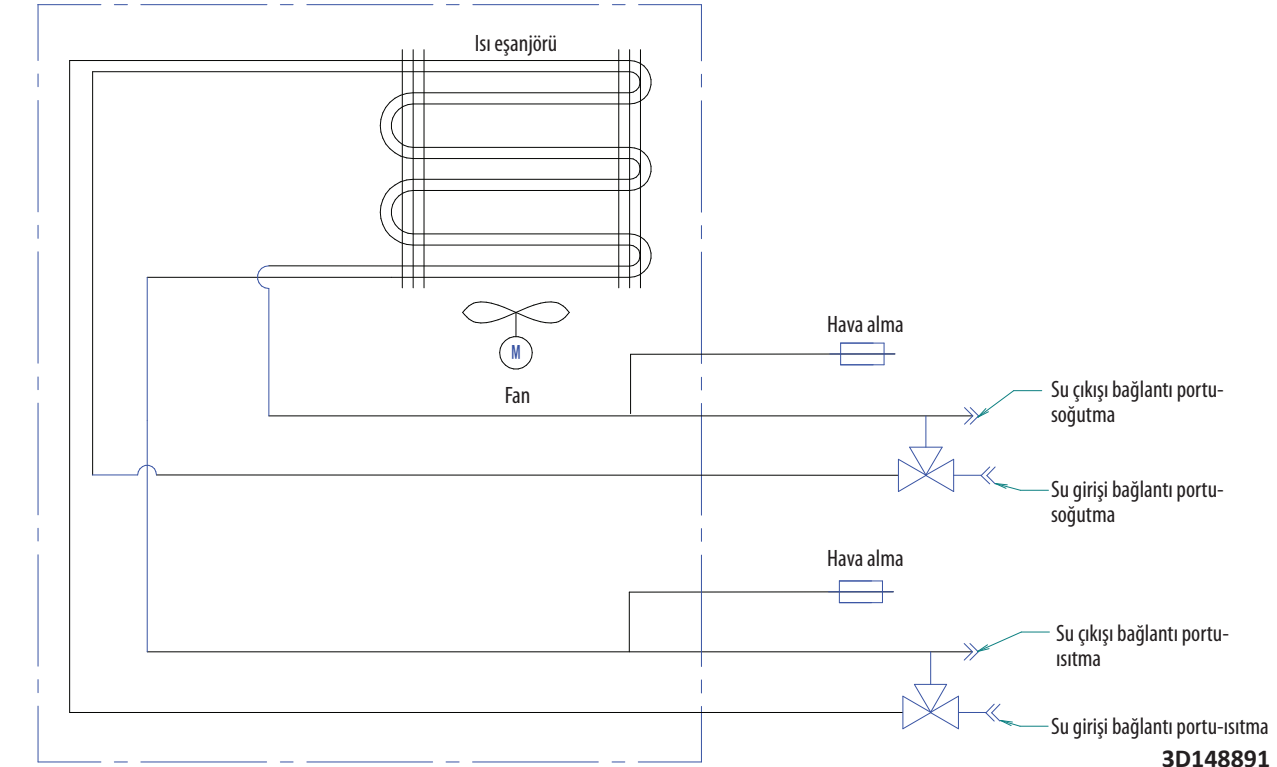 Isı eşanjörü
M
Fan
Hava alma
Su çıkışı bağlantı portu-
soğutma
Su girişi bağlantı portu-
soğutma
Hava alma
Su çıkışı bağlantı portu-
ısıtma
Su girişi bağlantı portu-ısıtma
3D148891